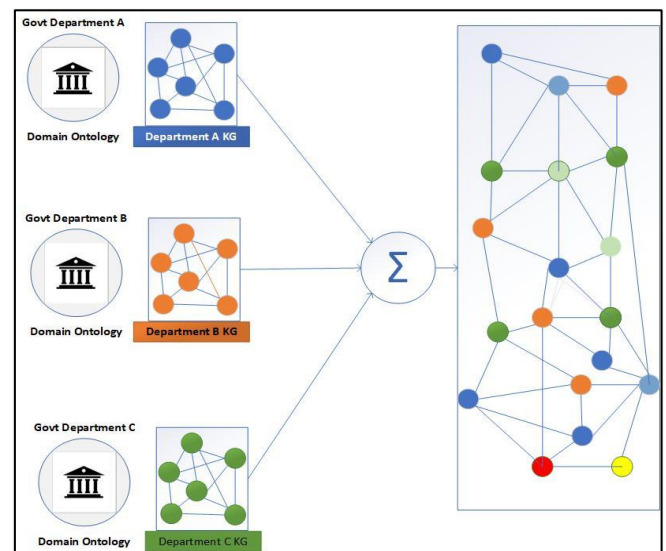 Govt Department A
Domain Ontology
Department A KG
Govt Department B
Domain Ontology
Department B KG
Σ
Govt Department C
Domain Ontology
Department C KG